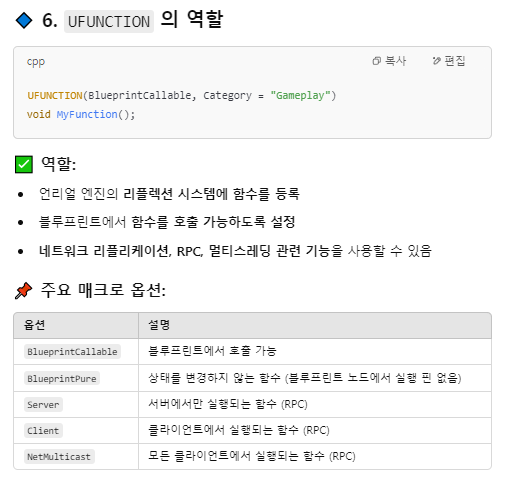 6. UFUNCTION 의 역할
cpp 복사 편집
UFUNCTION(BlueprintCallable, Category = "Gameplay")
void MyFunction();
역할:
언리얼 엔진의 리플렉션 시스템에 함수를 등록
블루프린트에서 함수를 호출 가능하도록 설정
네트워크 리플리케이션, RPC, 멀티스레딩 관련 기능을 사용할 수 있음
주요 매크로 옵션:
옵션 설명
BlueprintCallable 블루프린트에서 호출 가능
BlueprintPure 상태를 변경하지 않는 함수 (블루프린트 노드에서 실행 핀 없음)
Server 서버에서만 실행되는 함수 (RPC)
Client 클라이언트에서 실행되는 함수 (RPC)
NetMulticast 모든 클라이언트에서 실행되는 함수 (RPC)